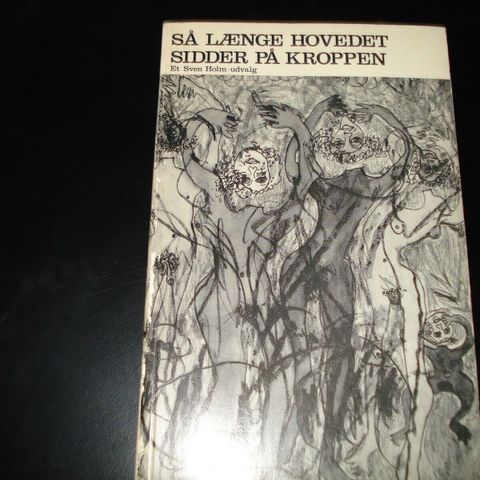 SÅ LÆNGE HOVEDET
SIDDER PÅ KROPPEN
Et Sven Holm-udvalg